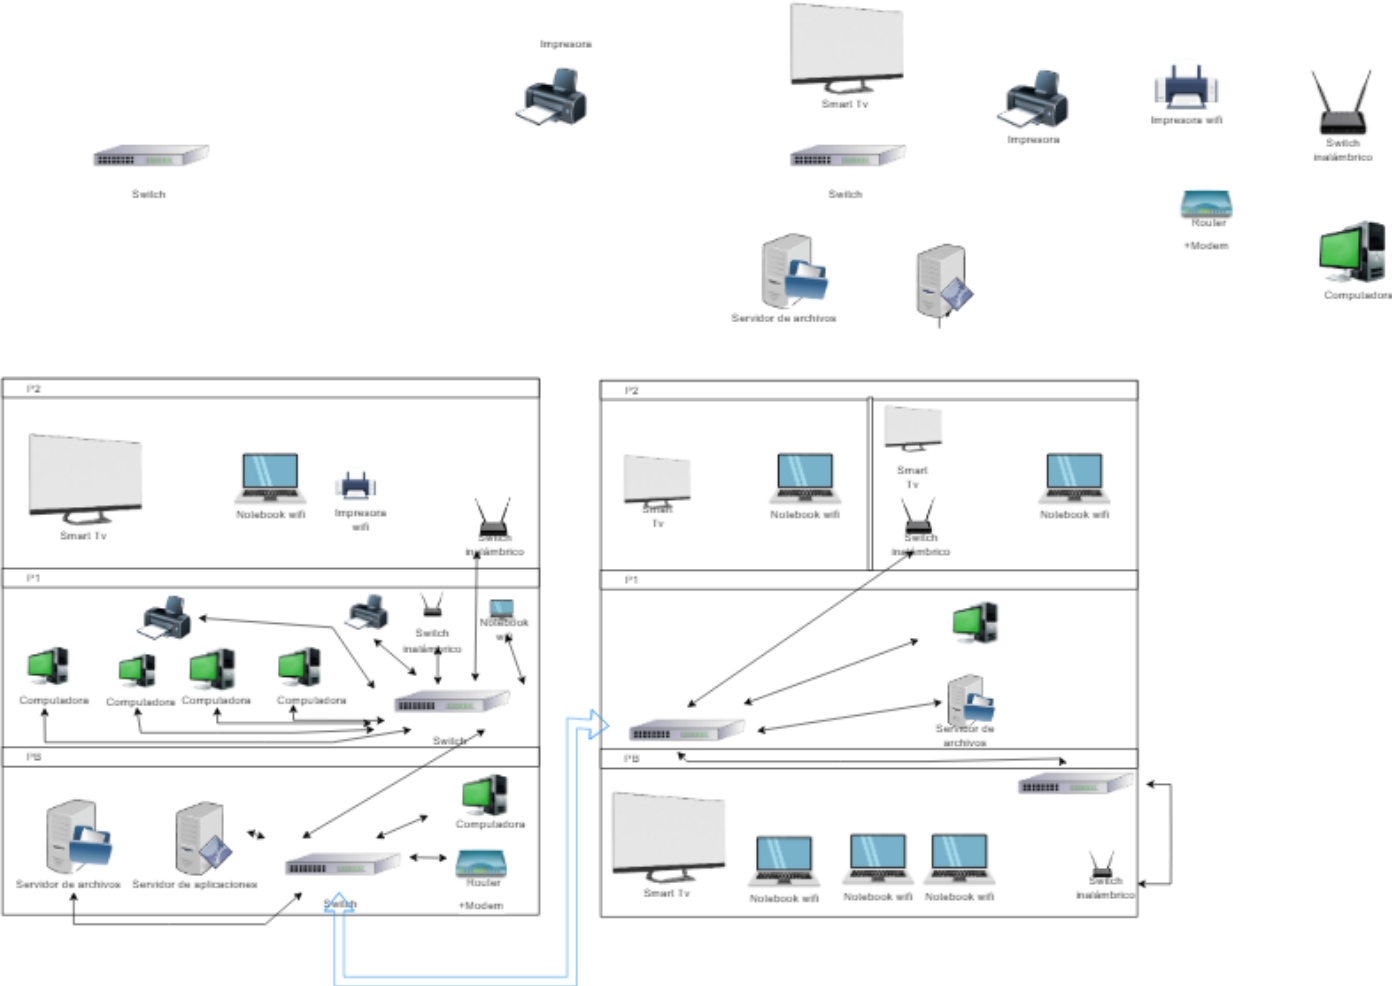 Impresora
Smart Tv
Impresora
Impresora wifi
Switch
inalámbrico
Switch
Switch
Router
+Modem
Computadora
Servidor de archivos
P2
Smart Tv
Notebook wifi
Impresora
wifi
Switch
inalámbrico
P1
Switch
inalámbrico
Notebook
wifi
Computadora
Computadora
Computadora
Computadora
Switch
PB
Computadora
Servidor de archivos
Servidor de aplicaciones
Router
+Modem
Switch
P2
Smart
Tv
Notebook wifi
Smart
Tv
Switch
inalámbrico
Notebook wifi
P1
Servidor de
archivos
PB
Smart Tv
Notebook wifi
Notebook wifi
Notebook wifi
Switch
inalámbrico